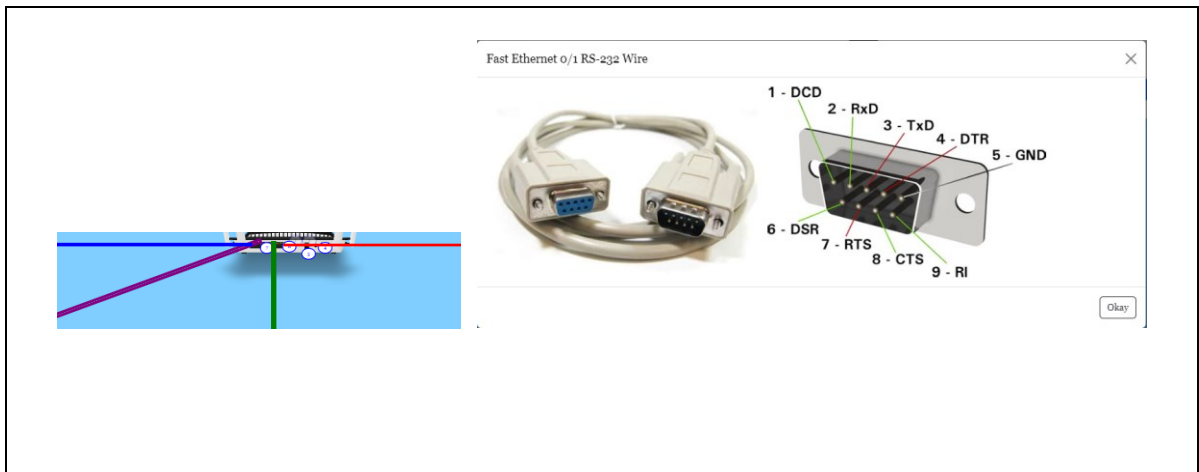 Fast Ethernet 0/1 RS-232 Wire
1 - DCD
2 - RxD
3 - TxD
4 - DTR
5 - GND
6 - DSR
7 - RTS
8 - CTS
9 - RI
Okay